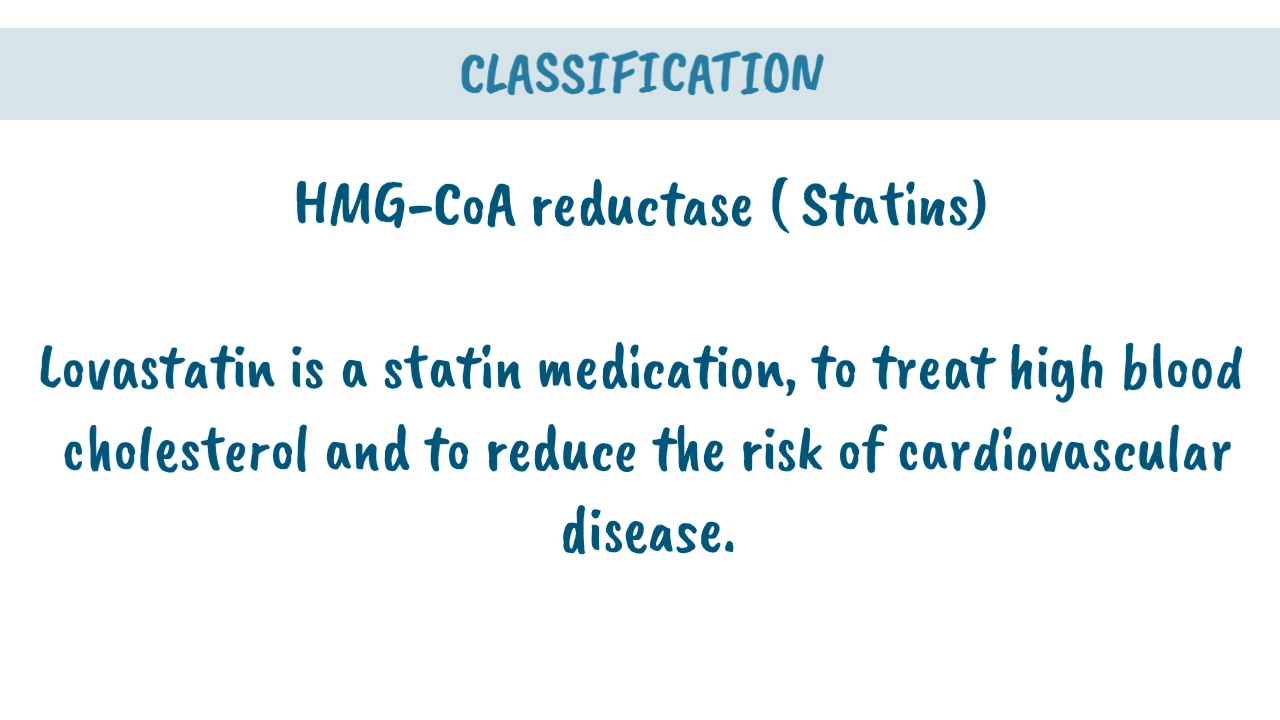 CLASSIFICATION
HMG-CoA reductase ( Statins)
Lovastatin is a statin medication, to treat high blood
cholesterol and to reduce the risk of cardiovascular
disease.